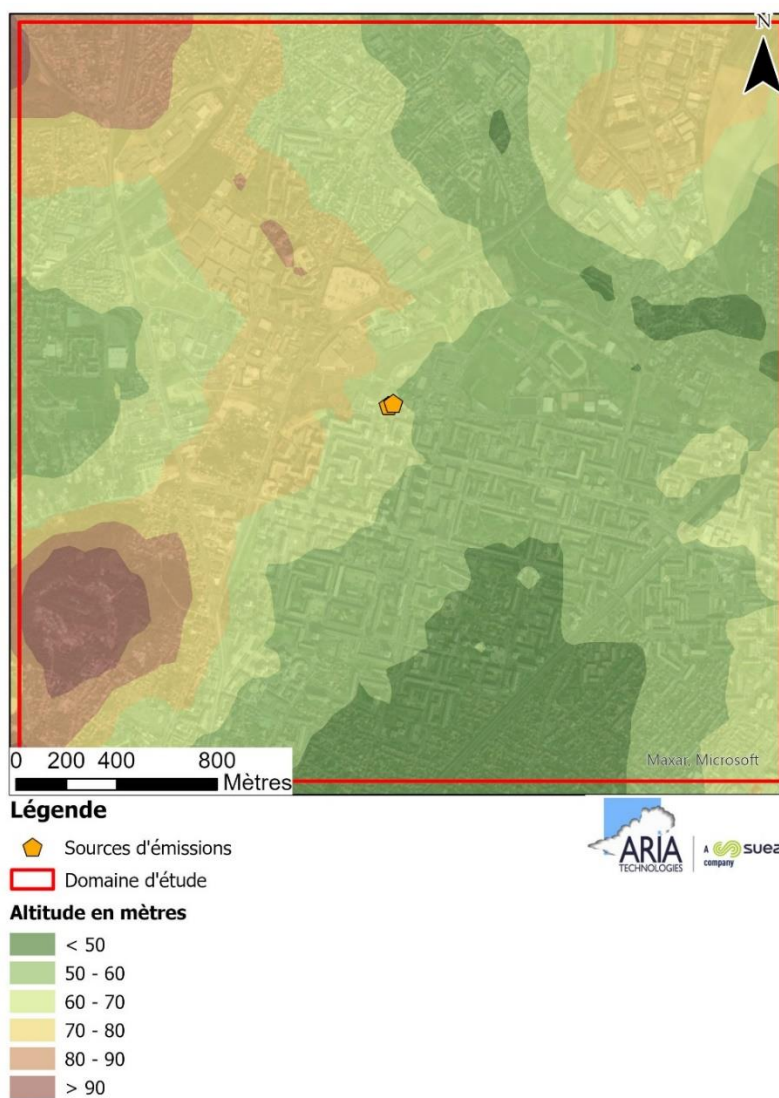 N
Maxar, Microsoft
0 200 400 800
Mètres
Légende
Sources d'émissions
Domaine d'étude
Altitude en mètres
< 50
50 - 60
60 - 70
70 - 80
80 - 90
> 90
ARIA
TECHNOLOGIES
A
company
suea